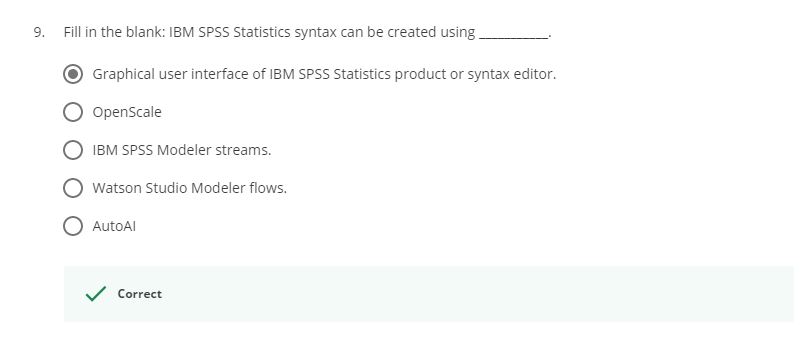 9. Fill in the blank: IBM SPSS Statistics syntax can be created using ___________.
Graphical user interface of IBM SPSS Statistics product or syntax editor.
OpenScale
IBM SPSS Modeler streams.
Watson Studio Modeler flows.
AutoAI
Correct